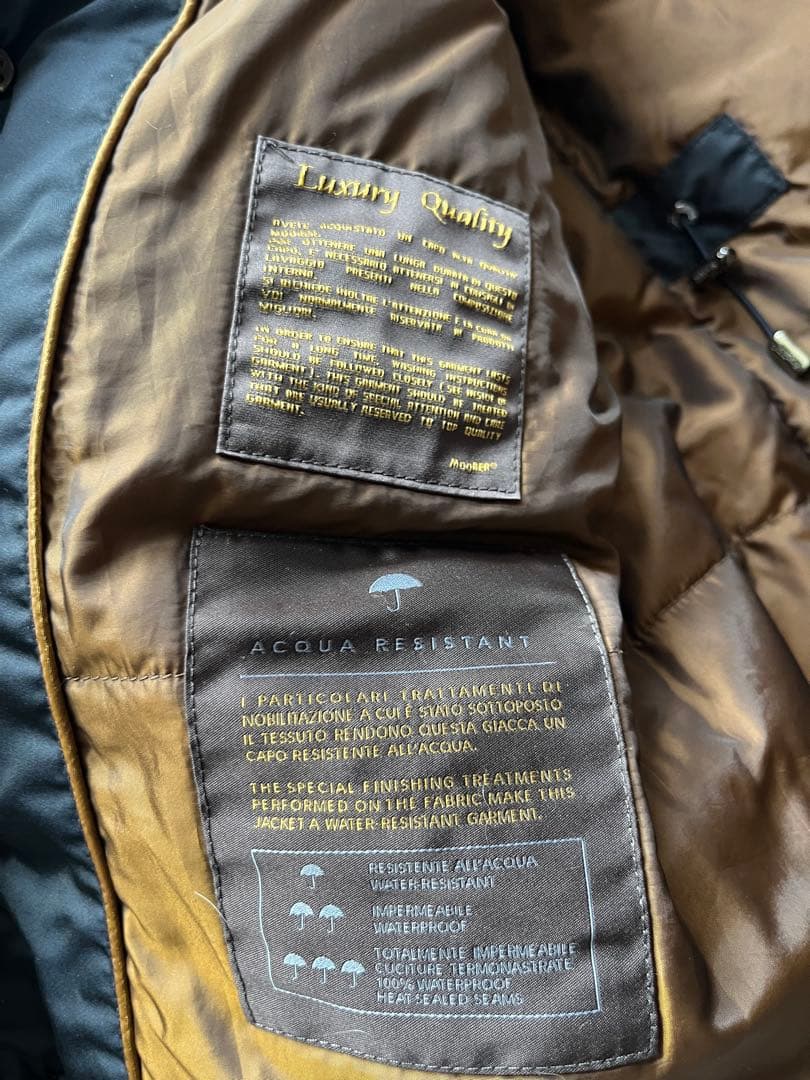 Luxury Quality
AVETE ACQUISTATO UN CAPO ALTA QUALITA'
MOORER.
PER OTTENERE UNA LUNGA DURATA DI QUESTO
CAPO, E' NECESSARIO ATTENERSI AI CONSIGLI DI
LAVAGGIO PRESENTI NELLA COMPOSIZIONE
INTERNA.
SI RICHIEDE INOLTRE L'ATTENZIONE E LA CURA
VOI NORMALMENTE RISERVATA AI PRODOTTI
MIGLIORI.
IN ORDER TO ENSURE THAT THIS GARMENT LASTS
FOR A LONG TIME, WASHING INSTRUCTIONS
SHOULD BE FOLLOWED CLOSELY (SEE INSIDE OF
GARMENT). THIS GARMENT SHOULD BE TREATED
WITH THE KIND OF SPECIAL ATTENTION AND CARE
THAT ARE USUALLY RESERVED TO TOP QUALITY
GARMENT.
MOORER®
ACQUA RESISTANT
I PARTICOLARI TRATTAMENTI DI
NOBILITAZIONE A CUI È STATO SOTTOPOSTO
IL TESSUTO RENDONO QUESTA GIACCA UN
CAPO RESISTENTE ALL'ACQUA.
THE SPECIAL FINISHING TREATMENTS
PERFORMED ON THE FABRIC MAKE THIS
JACKET A WATER-RESISTANT GARMENT.
RESISTENTE ALL'ACQUA
WATER-RESISTANT
IMPERMEABILE
WATERPROOF
TOTALMENTE IMPERMEABILE
CUCITURE TERMONASTRATE
100% WATERPROOF
HEAT SEALED SEAMS